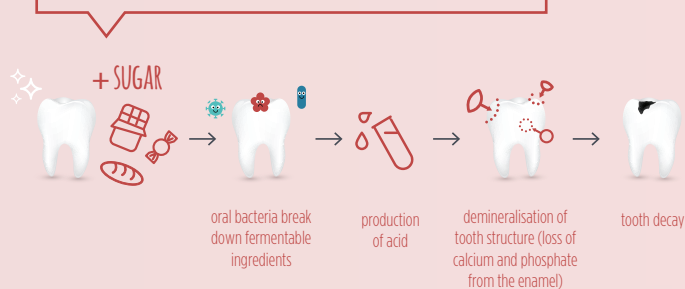 + SUGAR
oral bacteria break
down fermentable
ingredients
production
of acid
demineralisation of
tooth structure (loss of
calcium and phosphate
from the enamel)
tooth decay